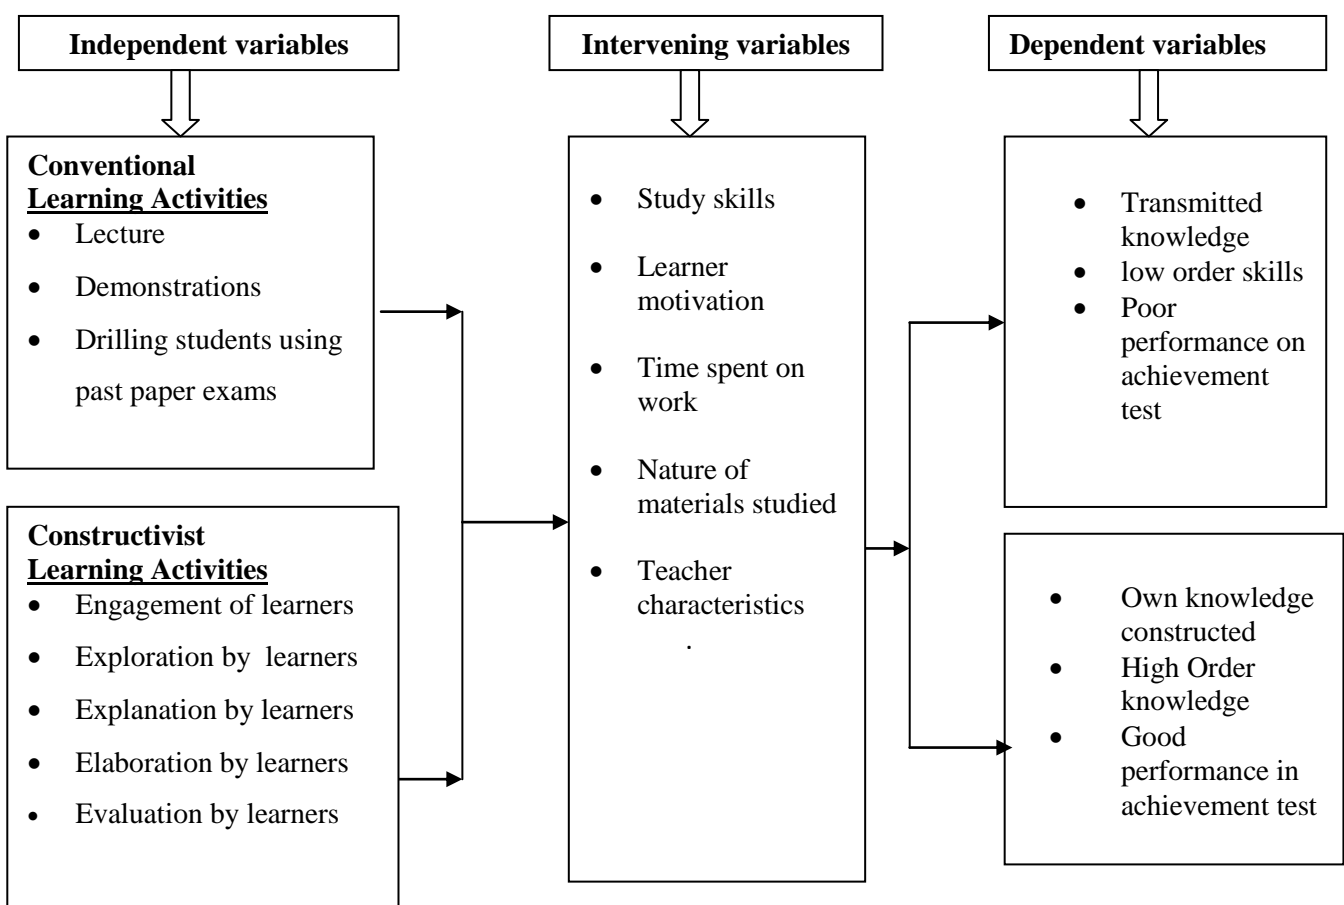 Independent variables
Intervening variables
Dependent variables
Conventional
Learning Activities
• Lecture
• Demonstrations
• Drilling students using
past paper exams
Constructivist
Learning Activities
• Engagement of learners
• Exploration by learners
• Explanation by learners
• Elaboration by learners
• Evaluation by learners
• Study skills
• Learner
motivation
• Time spent on
work
• Nature of
materials studied
• Teacher
characteristics
.
• Transmitted
knowledge
• low order skills
• Poor
performance on
achievement
test
• Own knowledge
constructed
• High Order
knowledge
• Good
performance in
achievement test